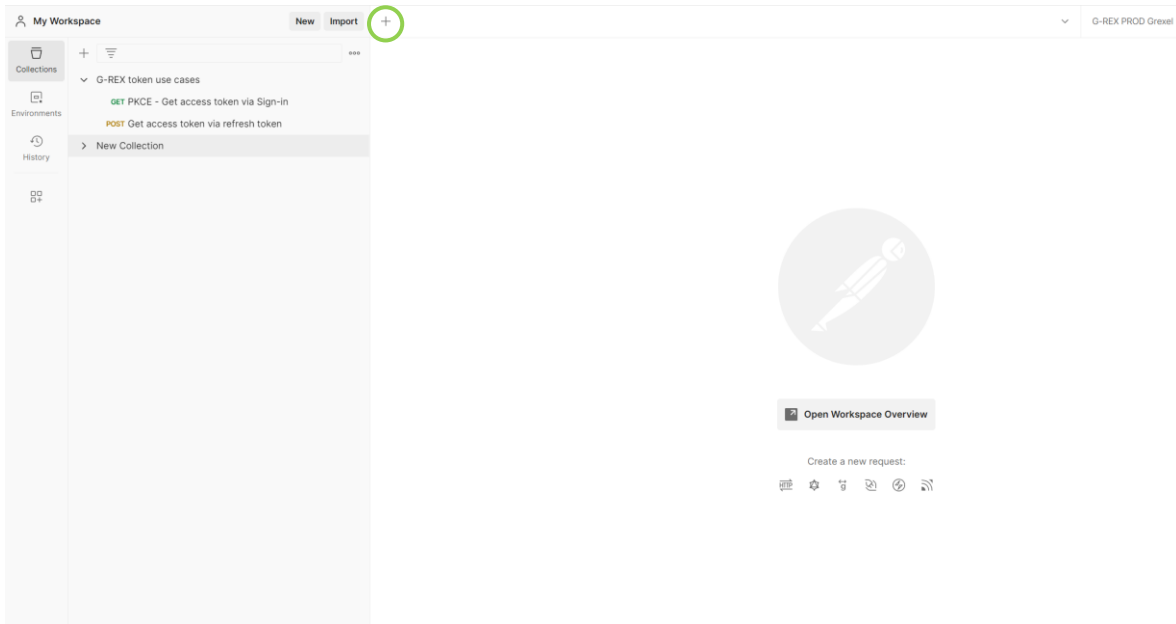 My Workspace
New
Import
G-REX PROD Grexel
Collections
G-REX token use cases
GET PKCE - Get access token via Sign-in
Environments
POST Get access token via refresh token
New Collection
History
Open Workspace Overview
Create a new request:
HTTP